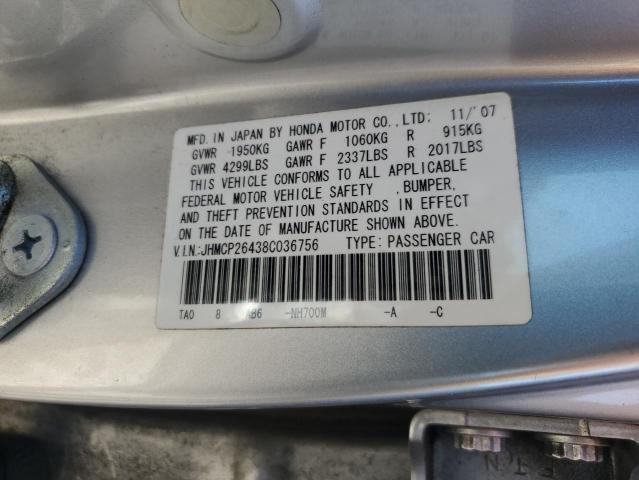 MFD. IN JAPAN BY HONDA MOTOR CO., LTD: 11/'07
GVWR 1950KG GAWR F 1060KG R 915KG
GVWR 4299LBS GAWR F 2337LBS R 2017LBS
THIS VEHICLE CONFORMS TO ALL APPLICABLE
FEDERAL MOTOR VEHICLE SAFETY , BUMPER,
AND THEFT PREVENTION STANDARDS IN EFFECT
ON THE DATE OF MANUFACTURE SHOWN ABOVE.
V.I.N.:JHMCP26438C036756 TYPE: PASSENGER CAR
TA0 8 AB6 -NH700M -A -C